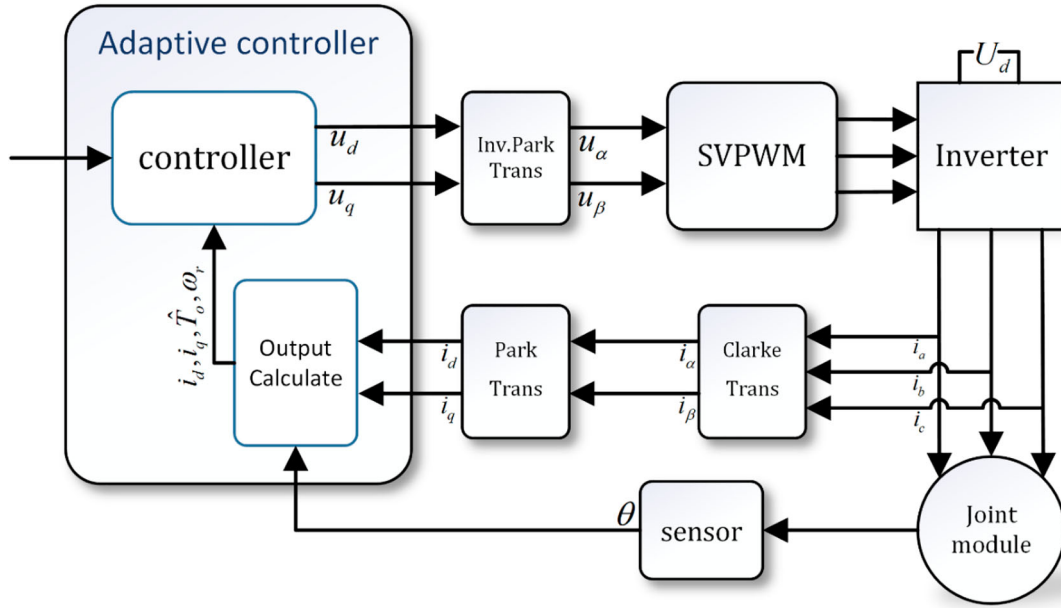 Adaptive controller
controller
u_d
u_q
Inv.Park
Trans
u_α
u_β
SVPWM
U_d
Inverter
i_d, i_q, T̂_o, ω_r
Output
Calculate
i_d
i_q
Park
Trans
i_α
i_β
Clarke
Trans
i_a
i_b
i_c
θ
sensor
Joint
module